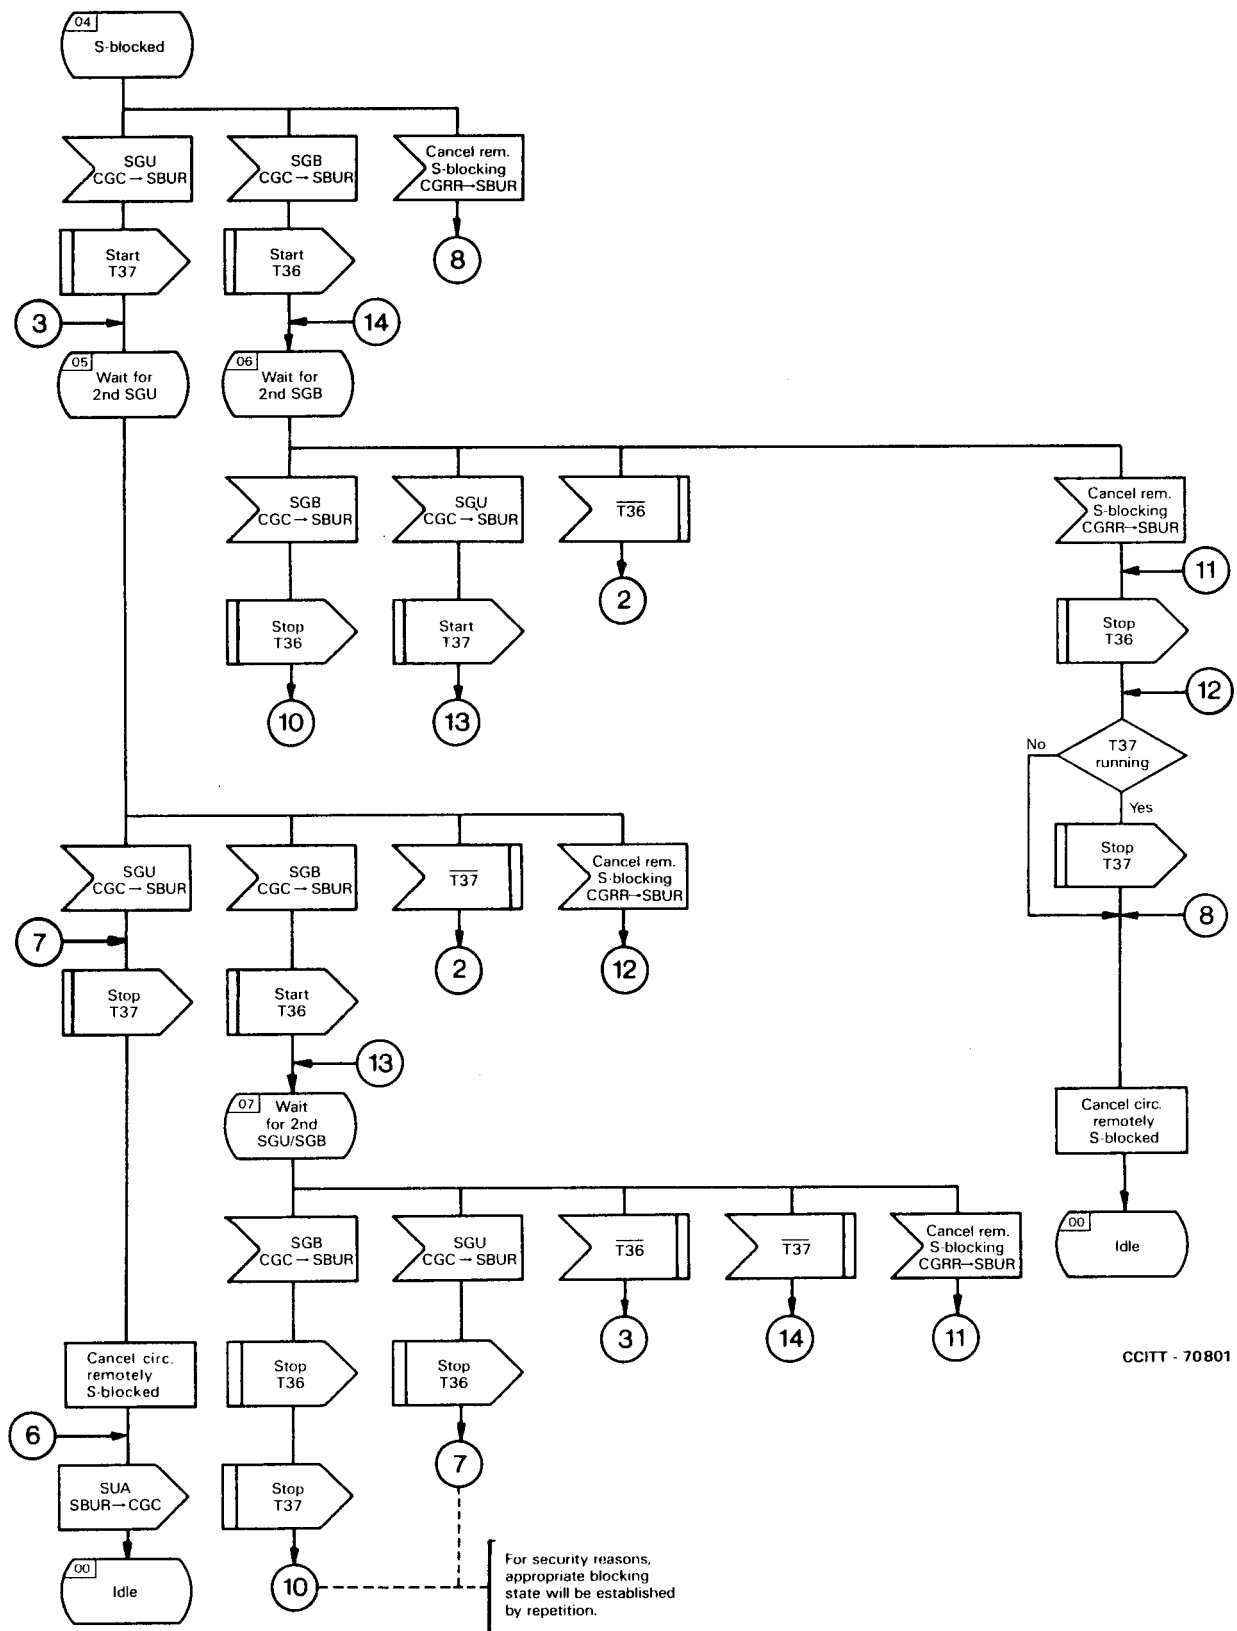 04
S-blocked
SGU
CGC → SBUR
SGB
CGC → SBUR
Cancel rem.
S-blocking
CGRR→SBUR
Start
T37
Start
T36
8
3
14
05
Wait for
2nd SGU
06
Wait for
2nd SGB
SGB
CGC → SBUR
SGU
CGC → SBUR
T36
Cancel rem.
S-blocking
CGRR→SBUR
11
2
Stop
T36
Start
T37
Stop
T36
10
13
12
No
T37
running
Yes
Stop
T37
8
SGU
CGC → SBUR
SGB
CGC → SBUR
T37
Cancel rem.
S-blocking
CGRR→SBUR
7
2
12
Stop
T37
Start
T36
13
07
Wait
for 2nd
SGU/SGB
Cancel circ.
remotely
S-blocked
SGB
CGC → SBUR
SGU
CGC → SBUR
T36
T37
Cancel rem.
S-blocking
CGRR→SBUR
00
Idle
3
14
11
Cancel circ.
remotely
S-blocked
Stop
T36
Stop
T36
CCITT - 70801
6
7
SUA
SBUR → CGC
Stop
T37
00
Idle
10
For security reasons,
appropriate blocking
state will be established
by repetition.